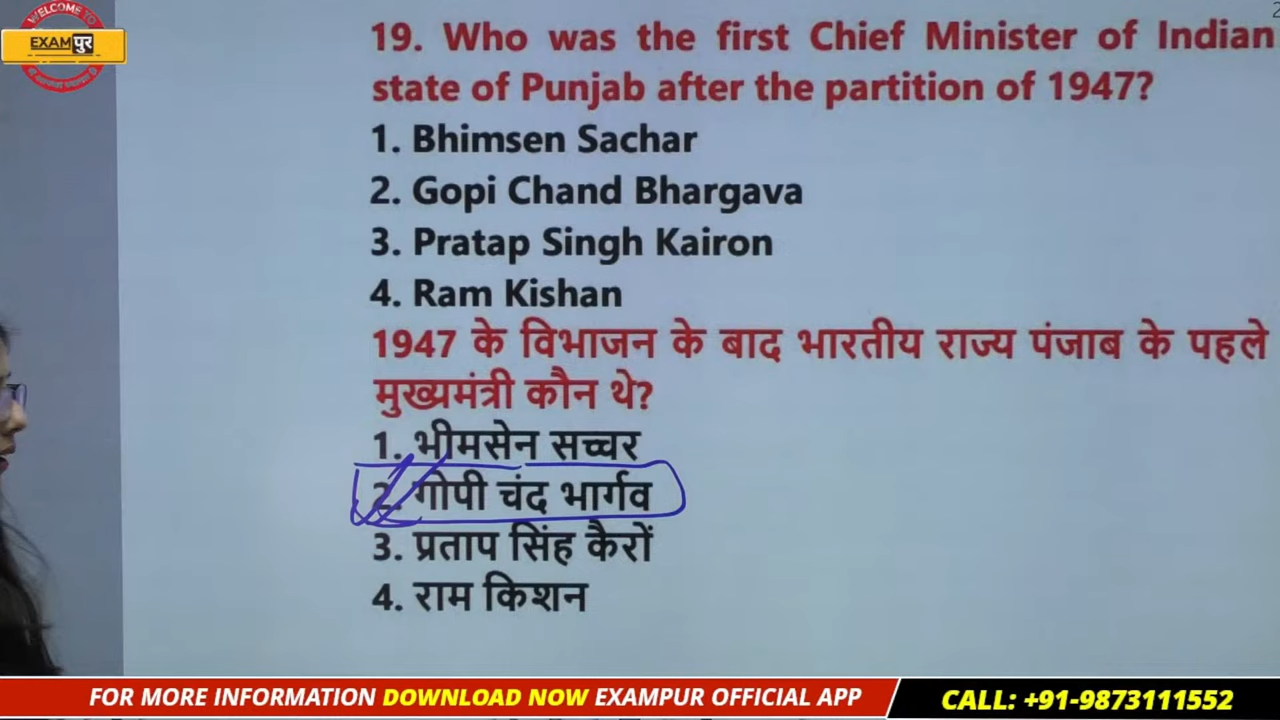 WELCOME TO
EXAMपुर
19. Who was the first Chief Minister of Indian
state of Punjab after the partition of 1947?
1. Bhimsen Sachar
2. Gopi Chand Bhargava
3. Pratap Singh Kairon
4. Ram Kishan
1947 के विभाजन के बाद भारतीय राज्य पंजाब के पहले
मुख्यमंत्री कौन थे?
1. भीमसेन सच्चर
2. गोपी चंद भार्गव
3. प्रताप सिंह कैरों
4. राम किशन
FOR MORE INFORMATION DOWNLOAD NOW EXAMPUR OFFICIAL APP
CALL: +91-9873111552